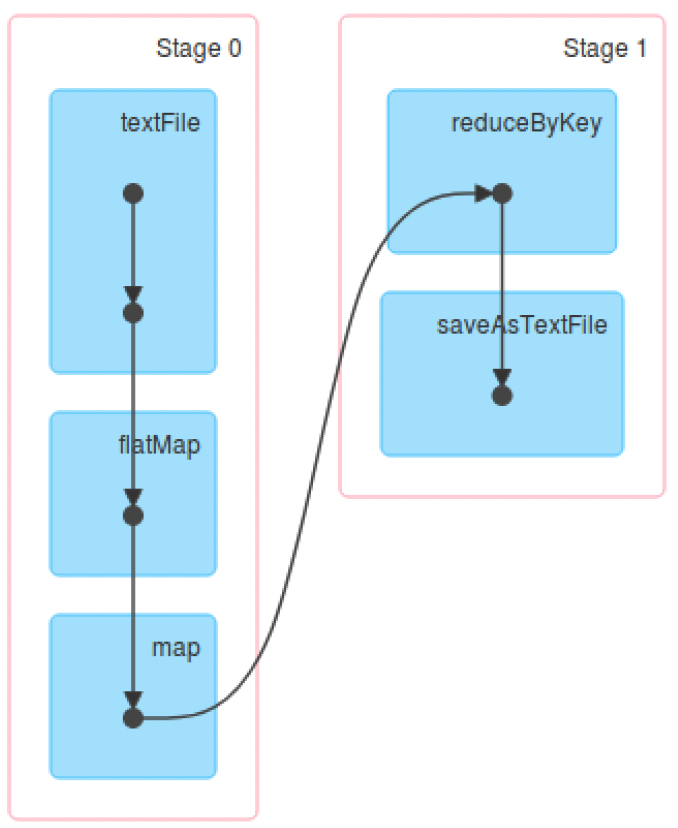 Stage 0
textFile
flatMap
map
Stage 1
reduceByKey
saveAsTextFile